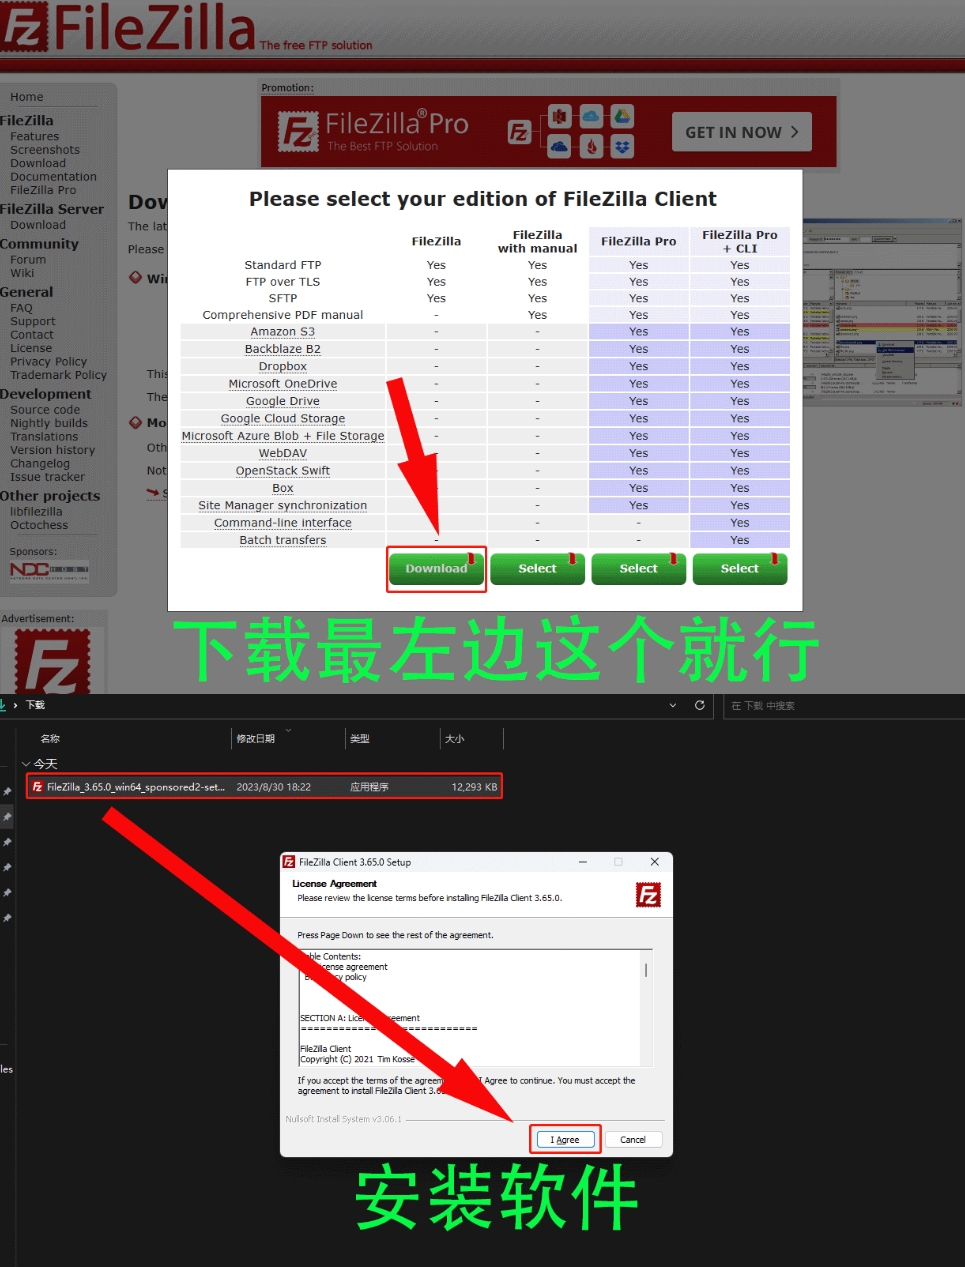 FileZilla
The free FTP solution
Home
FileZilla
Features
Screenshots
Download
Documentation
FileZilla Pro
FileZilla Server
Download
Community
Forum
Wiki
General
FAQ
Support
Contact
License
Privacy Policy
Trademark Policy
Development
Source code
Nightly builds
Translations
Version history
Changelog
Issue tracker
Other projects
libfilezilla
Octochess
Sponsors:
Advertisement:
Promotion:
FileZilla® Pro
The Best FTP Solution
GET IN NOW >
The lat
Please
This
The
Oth
Not
Please select your edition of FileZilla Client
FileZilla FileZilla with manual FileZilla Pro FileZilla Pro + CLI
Standard FTP Yes Yes Yes Yes
FTP over TLS Yes Yes Yes Yes
SFTP Yes Yes Yes Yes
Comprehensive PDF manual - Yes Yes Yes
Amazon S3 - - Yes Yes
Backblaze B2 - - Yes Yes
Dropbox - - Yes Yes
Microsoft OneDrive - - Yes Yes
Google Drive - - Yes Yes
Google Cloud Storage - - Yes Yes
Microsoft Azure Blob + File Storage - - Yes Yes
WebDAV - - Yes Yes
OpenStack Swift - - Yes Yes
Box - - Yes Yes
Site Manager synchronization - - Yes Yes
Command-line interface - - Yes
Batch transfers - - - Yes
Download Select Select Select
下载最左边这个就行
下载
在 下载 中搜索
名称 修改日期 类型 大小
今天
FileZilla_3.65.0_win64_sponsored2-set... 2023/8/30 18:22 应用程序 12,293 KB
les
FileZilla Client 3.65.0 Setup
License Agreement
Please review the license terms before installing FileZilla Client 3.65.0.
Press Page Down to see the rest of the agreement.
ble Contents:
cense agreement
cy policy
SECTION A: Lice greement
============================
FileZilla Client
Copyright (C) 2021 Tim Kosse
If you accept the terms of the agreem I Agree to continue. You must accept the
agreement to install FileZilla Client 3.6
Nullsoft Install System v3.06.1
I Agree Cancel
安装软件